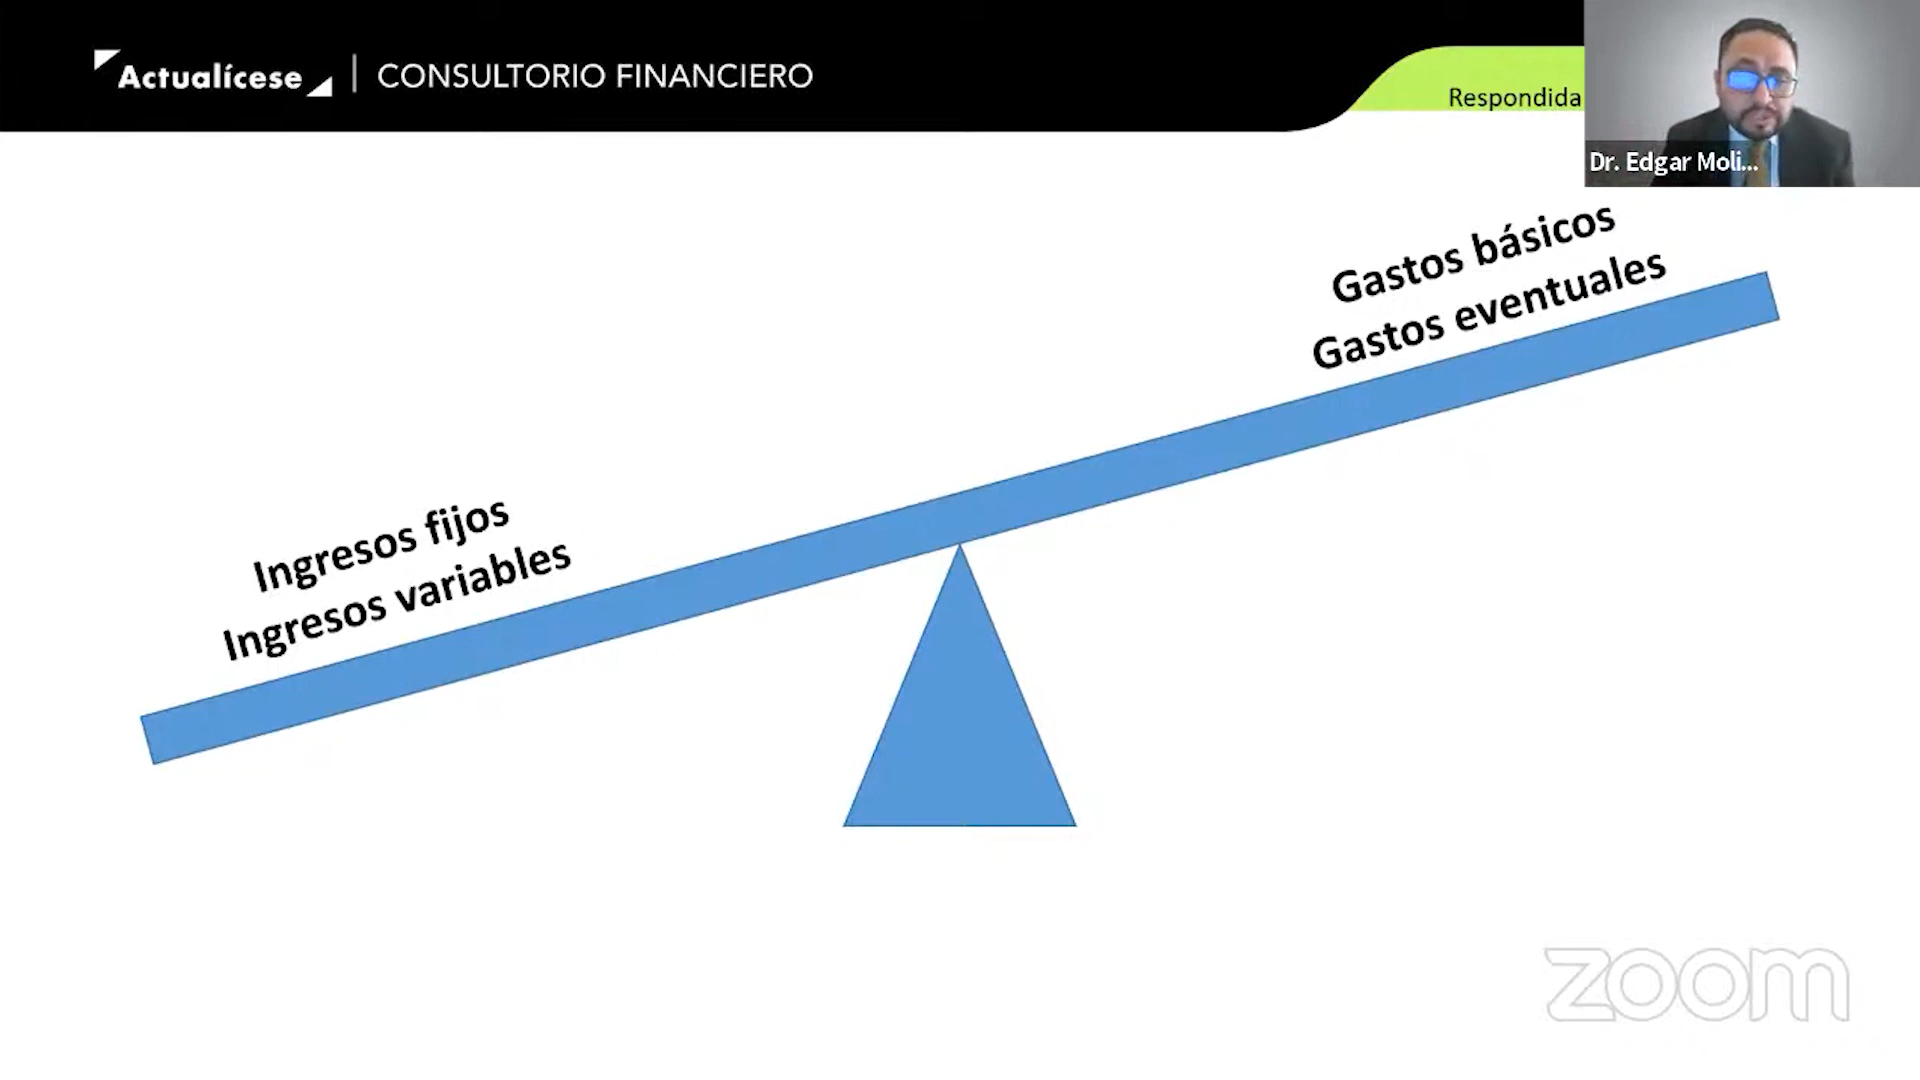 Actualícese | CONSULTORIO FINANCIERO
Respondida
Dr. Edgar Moli...
Gastos básicos
Gastos eventuales
Ingresos fijos
Ingresos variables
zoom